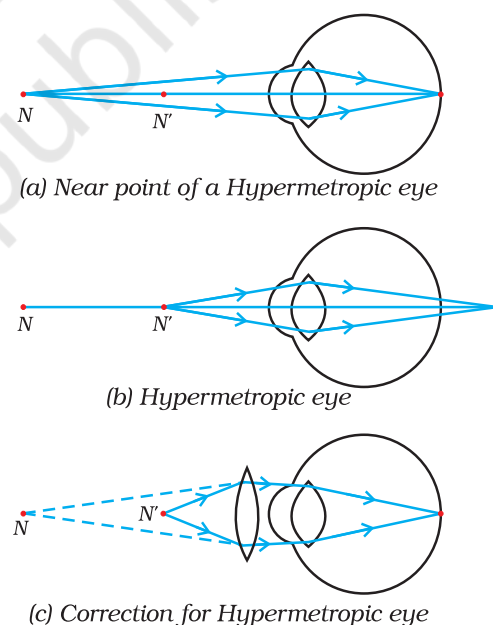 N
N′
(a) Near point of a Hypermetropic eye
N
N′
(b) Hypermetropic eye
N
N′
(c) Correction for Hypermetropic eye